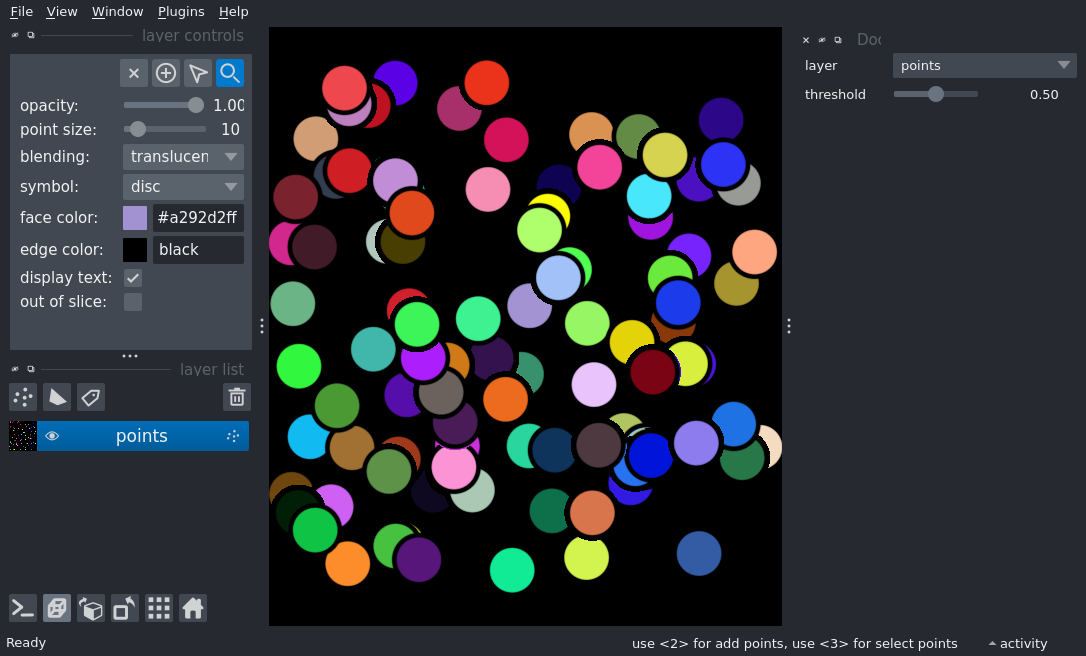 File View Window Plugins Help
layer controls
opacity: 1.00
point size: 10
blending: translucen
symbol: disc
face color: #a292d2ff
edge color: black
display text:
out of slice:
layer list
points
Ready
Doc
layer points
threshold 0.50
use <2> for add points, use <3> for select points activity